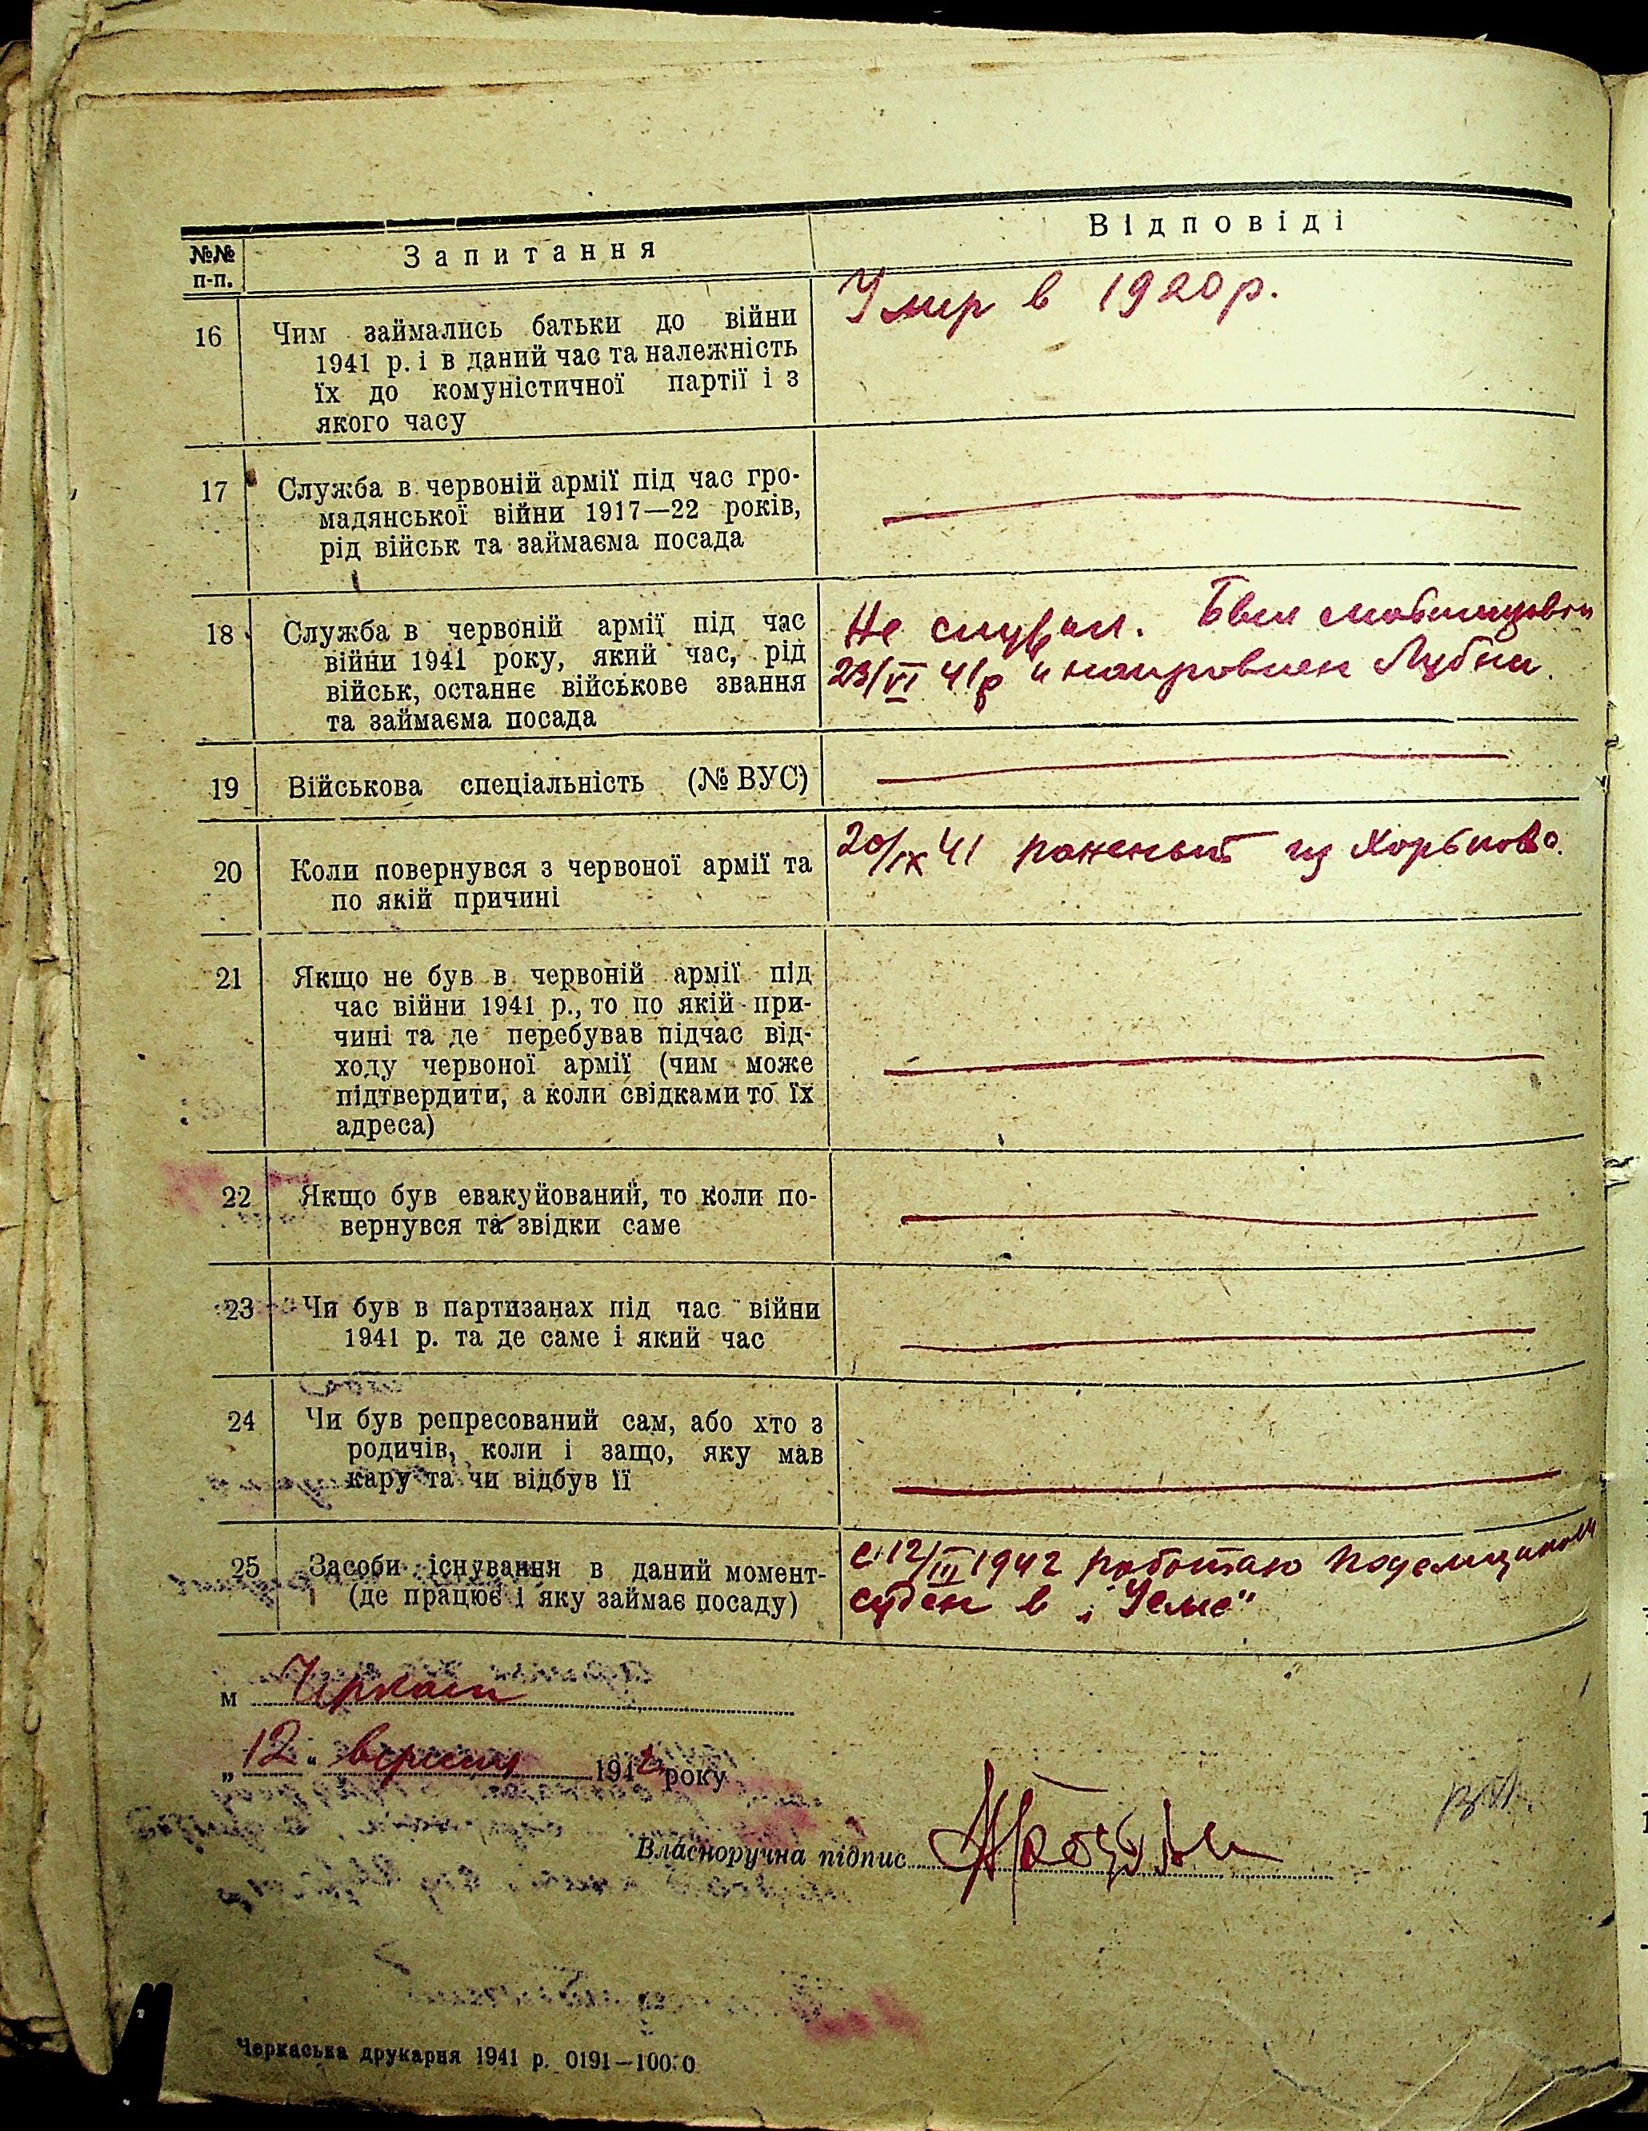 №№ п-п.
Запитання
Відповіді
16
Чим займались батьки до війни
1941 р. і в даний час та належність
їх до комуністичної партії і з
якого часу
Умер в 1920 р.
17
Служба в червоній армії під час гро-
мадянської війни 1917—22 років,
рід військ та займаєма посада
18
Служба в червоній армії під час
війни 1941 року, який час, рід
військ, останнє військове звання
та займаєма посада
Не служил. Был мобилизован
23/VI 41р и направлен Лубни.
19
Військова спеціальність (№ ВУС)
20
Коли повернувся з червоної армії та
по якій причині
20/IX 41 раненый из Харькова.
21
Якщо не був в червоній армії під
час війни 1941 р., то по якій при-
чині та де перебував підчас від-
ходу червоної армії (чим може
підтвердити, а коли свідками то їх
адреса)
22
Якщо був евакуйований, то коли по-
вернувся та звідки саме
23
Чи був в партизанах під час війни
1941 р. та де саме і який час
24
Чи був репресований сам, або хто з
родичів, коли і защо, яку мав
кару та чи відбув її
25
Засоби існування в даний момент-
(де працює і яку займає посаду)
с 12/III 1942 работаю
суден в
м Черкаси
„12" вересня 1942 року
Власноручна підпис
Черкаська друкарня 1941 р. 0191—10000